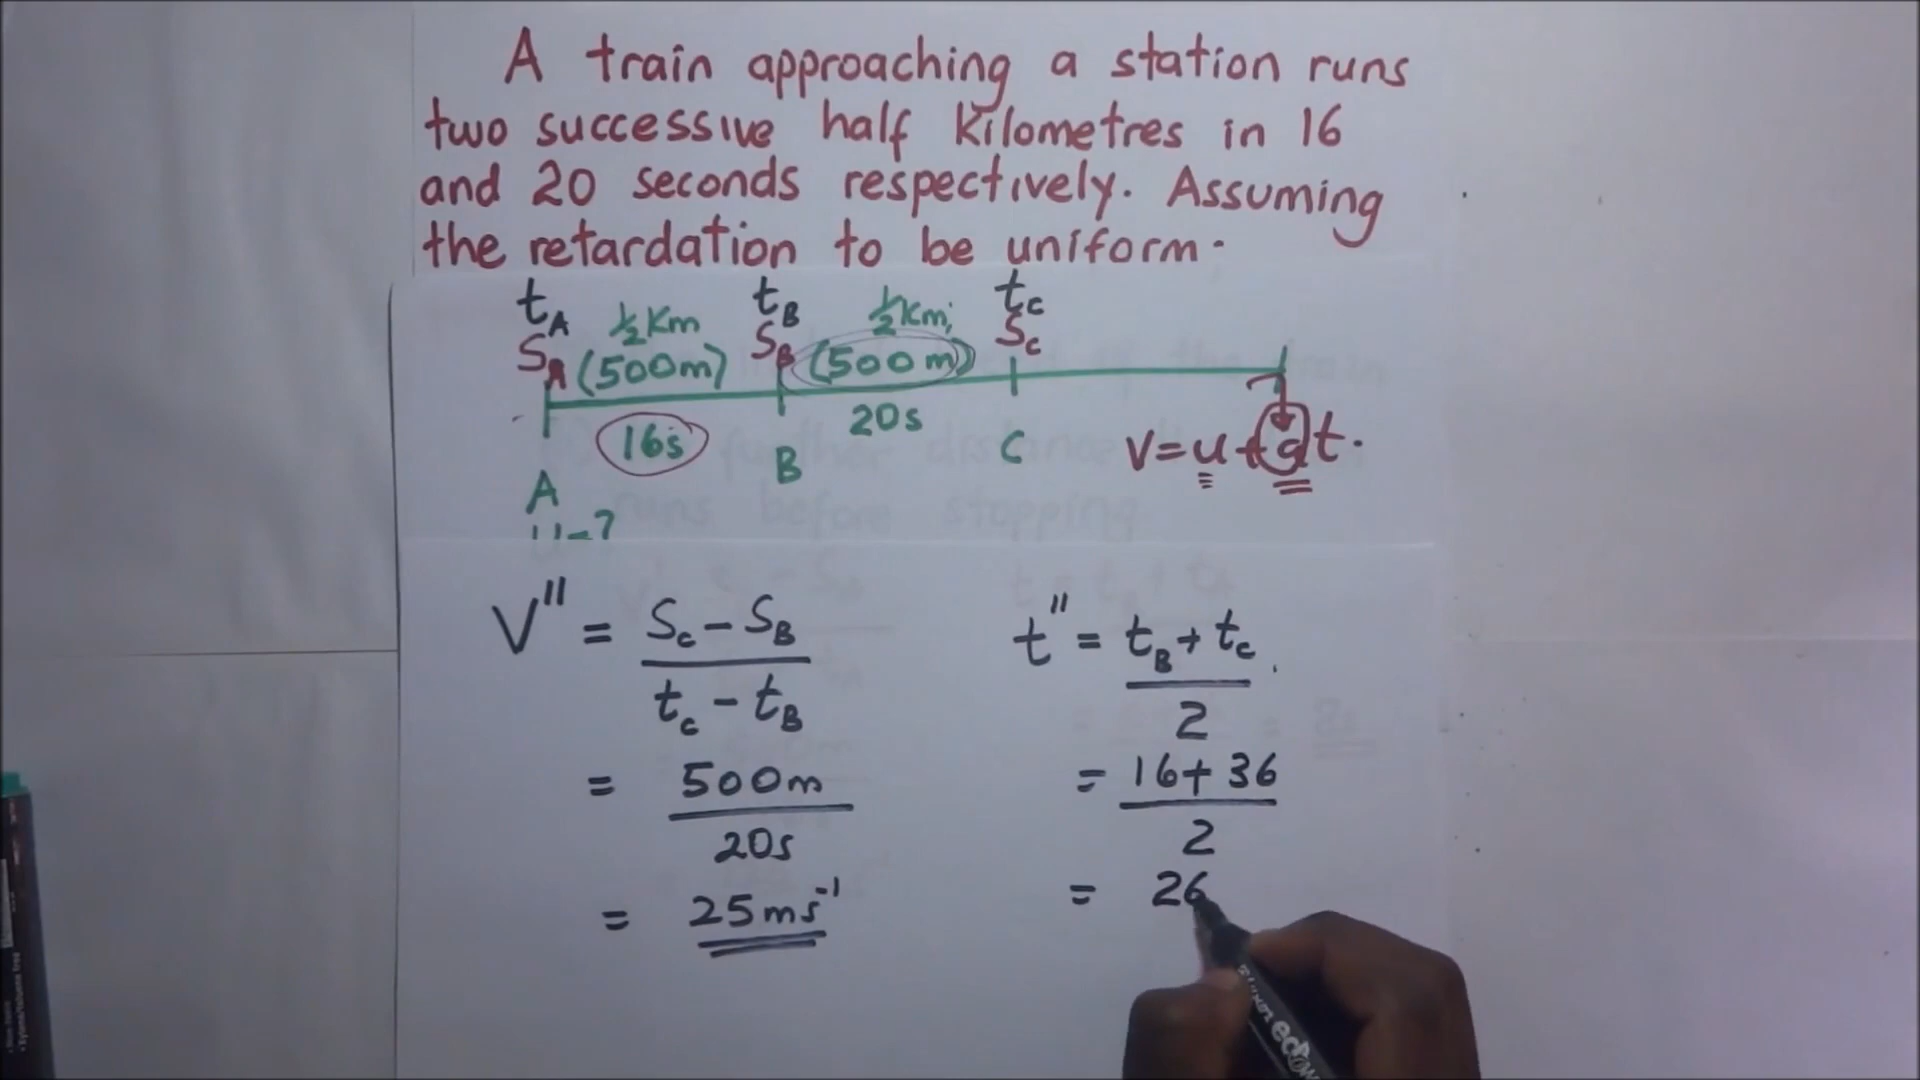 A train approaching a station runs
two successive half kilometres in 16
and 20 seconds respectively. Assuming
the retardation to be uniform.
tA ½Km tB ½Km; tC
SA (500m) SB (500m) Sc
16s 20s
A B C V=u+at.
V" = Sc - SB / tc - tB
t" = tB + tc / 2
= 500m / 20s
= 16+36 / 2
= 25ms⁻¹
= 26